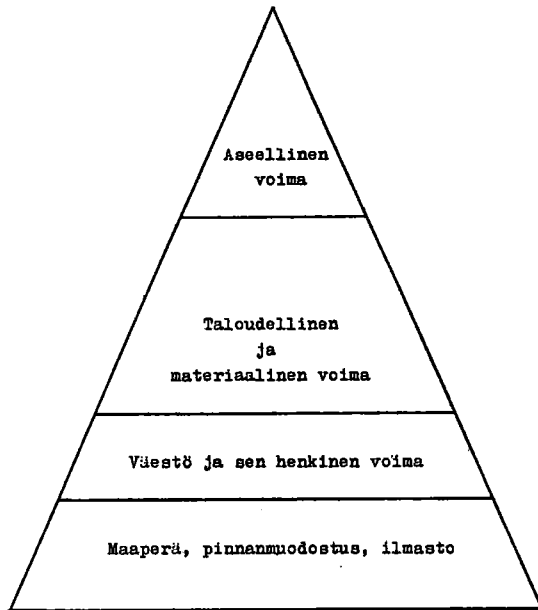 Aseellinen
voima
Taloudellinen
ja
materiaalinen voima
Väestö ja sen henkinen voima
Maaperä, pinnanmuodostus, ilmasto